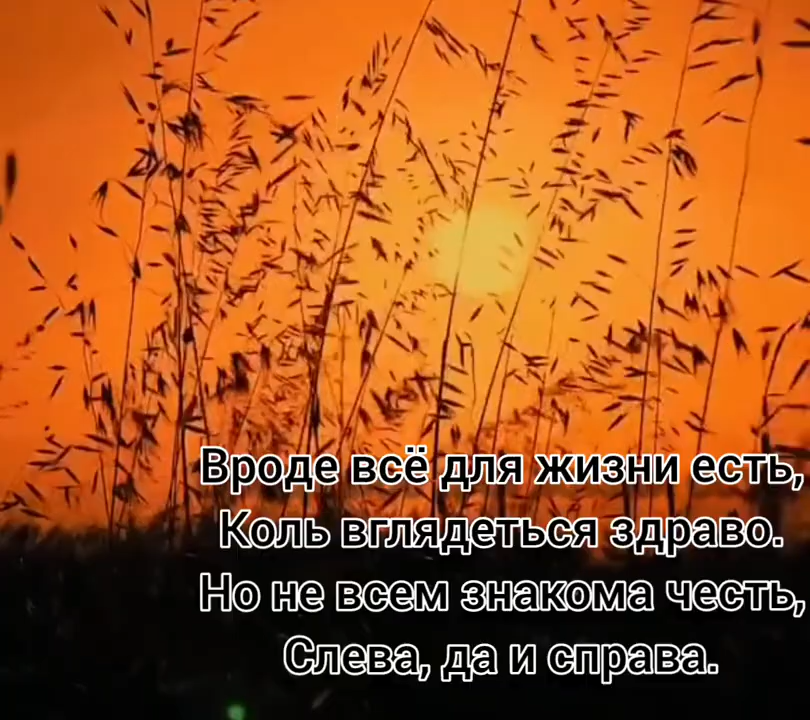 Вроде всё для жизни есть,
Коль вглядеться здраво.
Но не всем знакома честь,
Слева, да и справа.